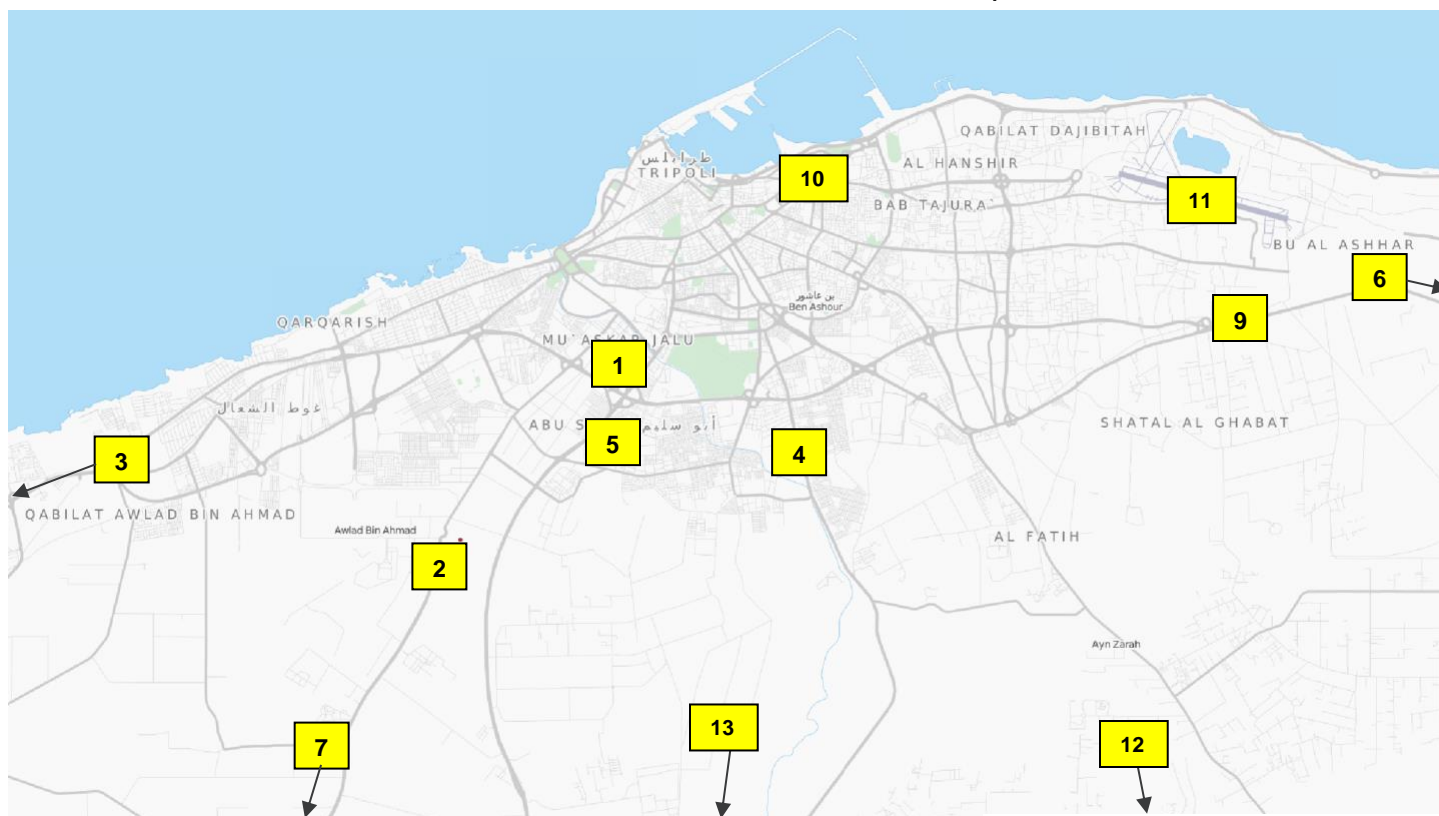 QABILAT DAJIBITAH
طرابلس
TRIPOLI
AL HANSHIR
10
BAB TAJURA`
11
BU AL ASHHAR
6
بن عاشور
Ben Ashour
QARQARISH
9
MU`ASKAR JALU
1
غوط الشعال
ABU S
أبو سليم
SHATAL AL GHABAT
5
4
3
QABILAT AWLAD BIN AHMAD
Awlad Bin Ahmad
AL FATIH
2
Ayn Zarah
13
12
7